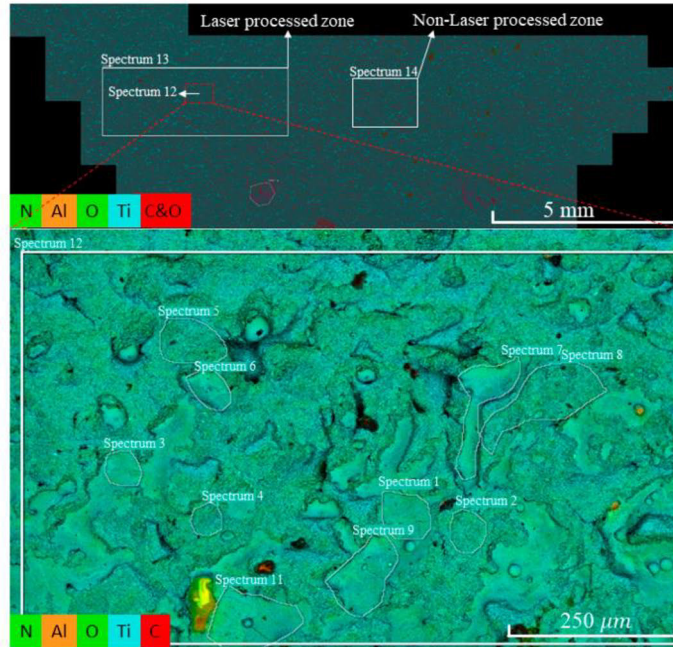 Laser processed zone
Non-Laser processed zone
Spectrum 13
Spectrum 14
Spectrum 12
N Al O Ti C&O
5 mm
Spectrum 12
Spectrum 5
Spectrum 7
Spectrum 8
Spectrum 6
Spectrum 3
Spectrum 4
Spectrum 1
Spectrum 2
Spectrum 9
Spectrum 11
N Al O Ti C
250 μm